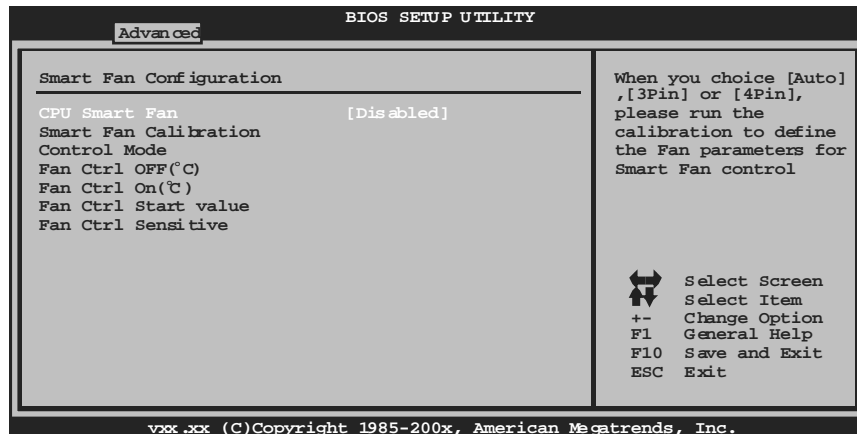 BIOS SETUP UTILITY
Advanced
Smart Fan Configuration
CPU Smart Fan [Disabled]
Smart Fan Calibration
Control Mode
Fan Ctrl OFF(°C)
Fan Ctrl On(℃)
Fan Ctrl Start value
Fan Ctrl Sensitive
When you choice [Auto]
,[3Pin] or [4Pin],
please run the
calibration to define
the Fan parameters for
Smart Fan control
Select Screen
Select Item
+- Change Option
F1 General Help
F10 Save and Exit
ESC Exit
vxx.xx (C)Copyright 1985-200x, American Megatrends, Inc.